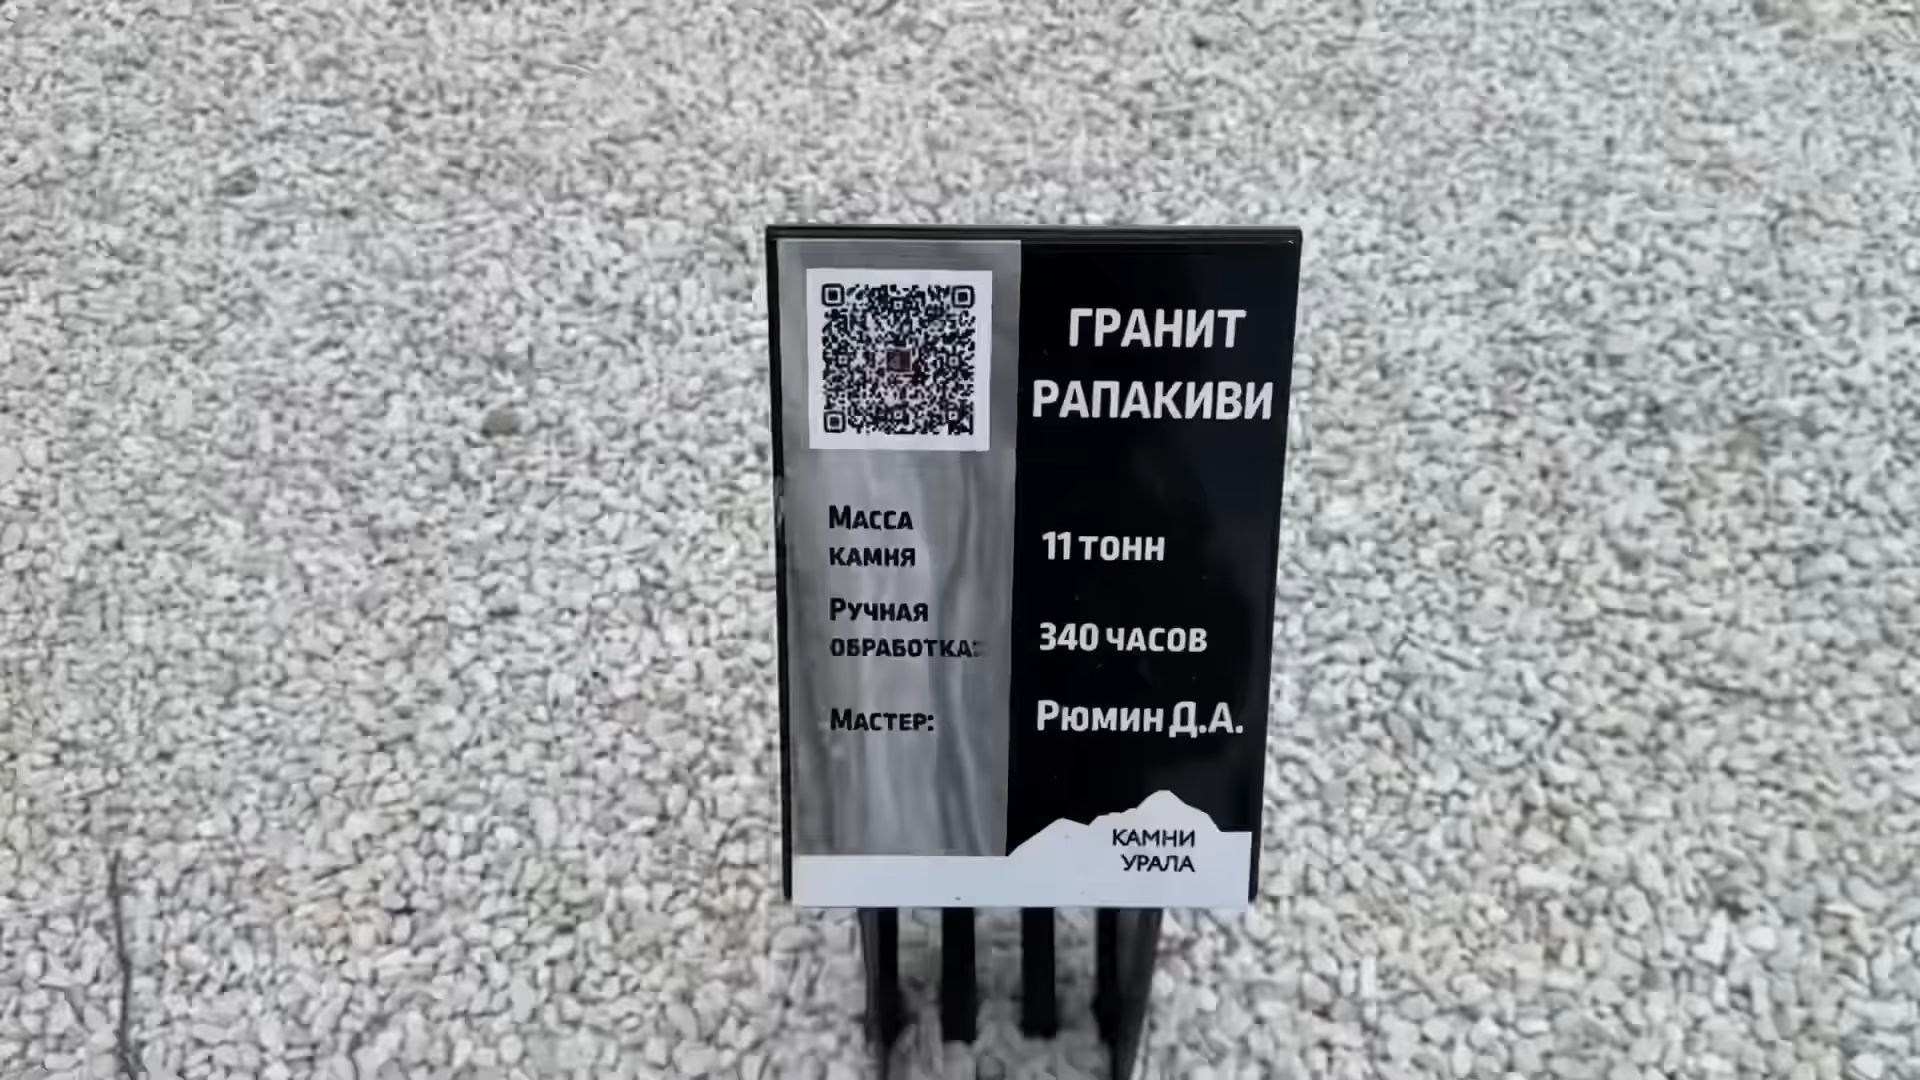 ГРАНИТ
РАПАКИВИ
МАССА
КАМНЯ
11 ТОНН
РУЧНАЯ
ОБРАБОТКА:
340 ЧАСОВ
МАСТЕР:
РЮМИН Д.А.
КАМНИ
УРАЛА